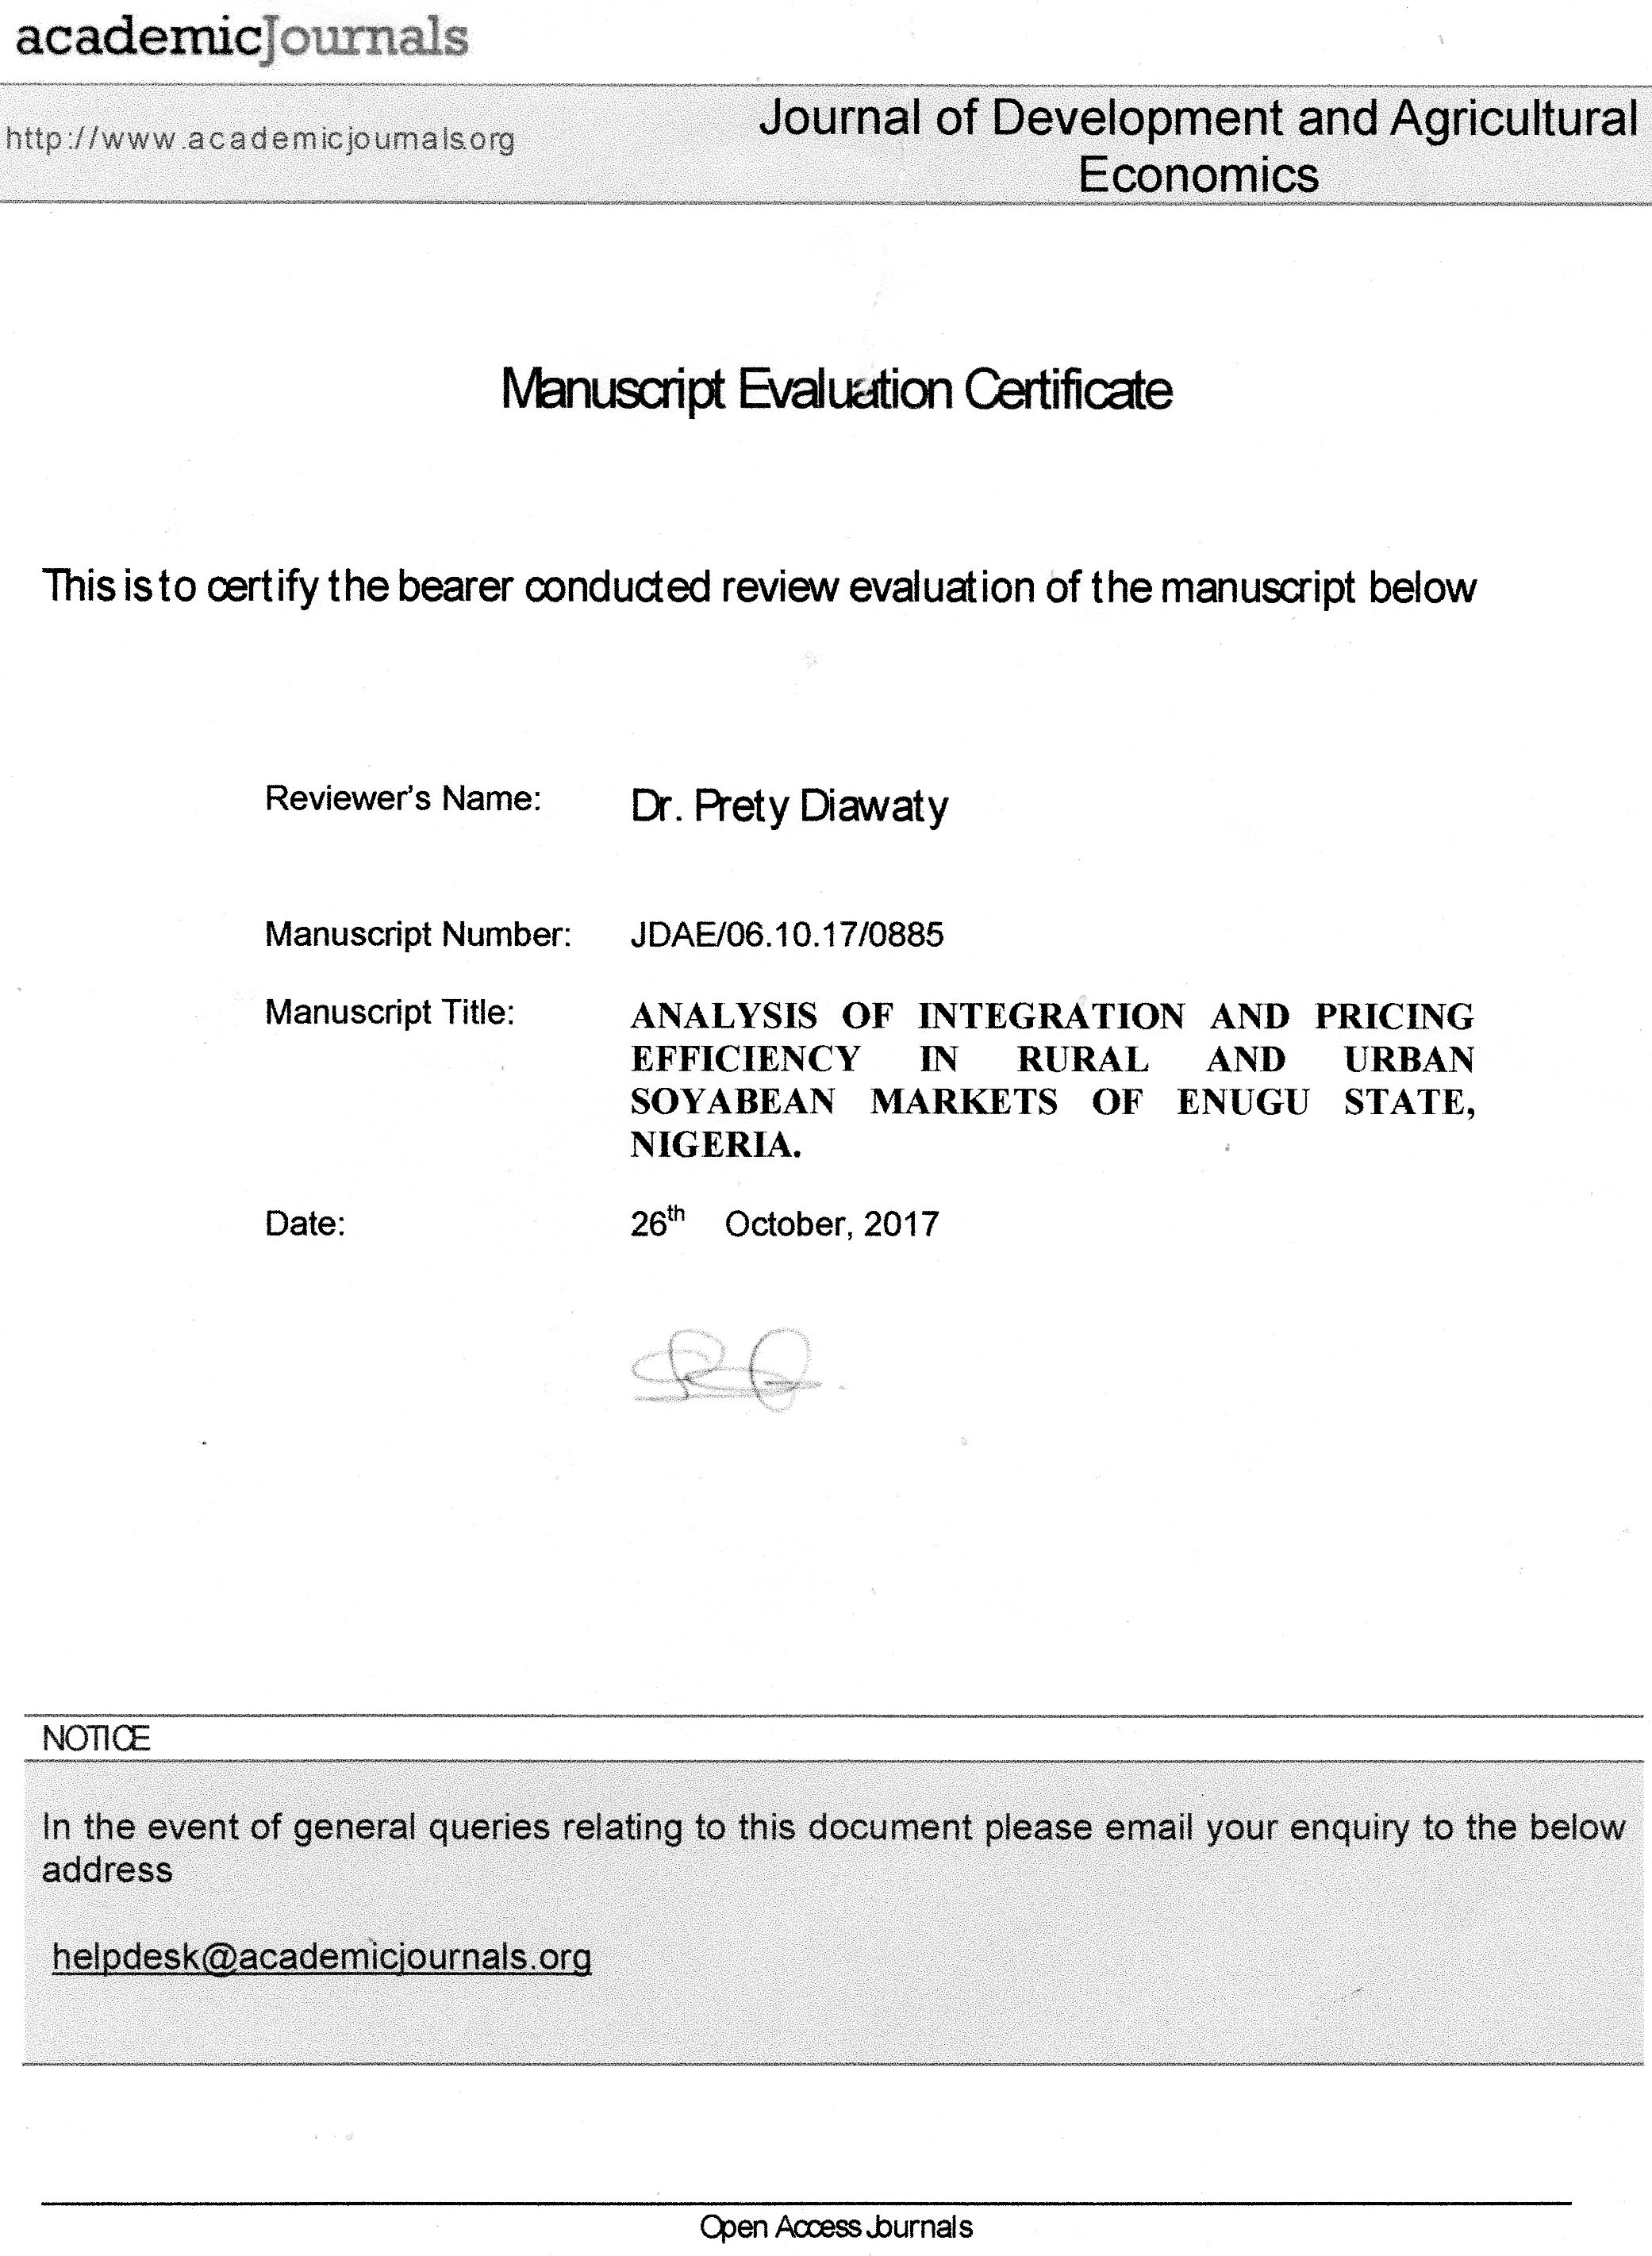 academicJournals
http://www.academicjournals.org
Journal of Development and Agricultural
Economics
Manuscript Evaluation Certificate
This is to certify the bearer conducted review evaluation of the manuscript below
Reviewer's Name: Dr. Prety Diawaty
Manuscript Number: JDAE/06.10.17/0885
Manuscript Title: ANALYSIS OF INTEGRATION AND PRICING
EFFICIENCY IN RURAL AND URBAN
SOYABEAN MARKETS OF ENUGU STATE,
NIGERIA.
Date: 26th October, 2017
NOTICE
In the event of general queries relating to this document please email your enquiry to the below
address
helpdesk@academicjournals.org
Open Access Journals